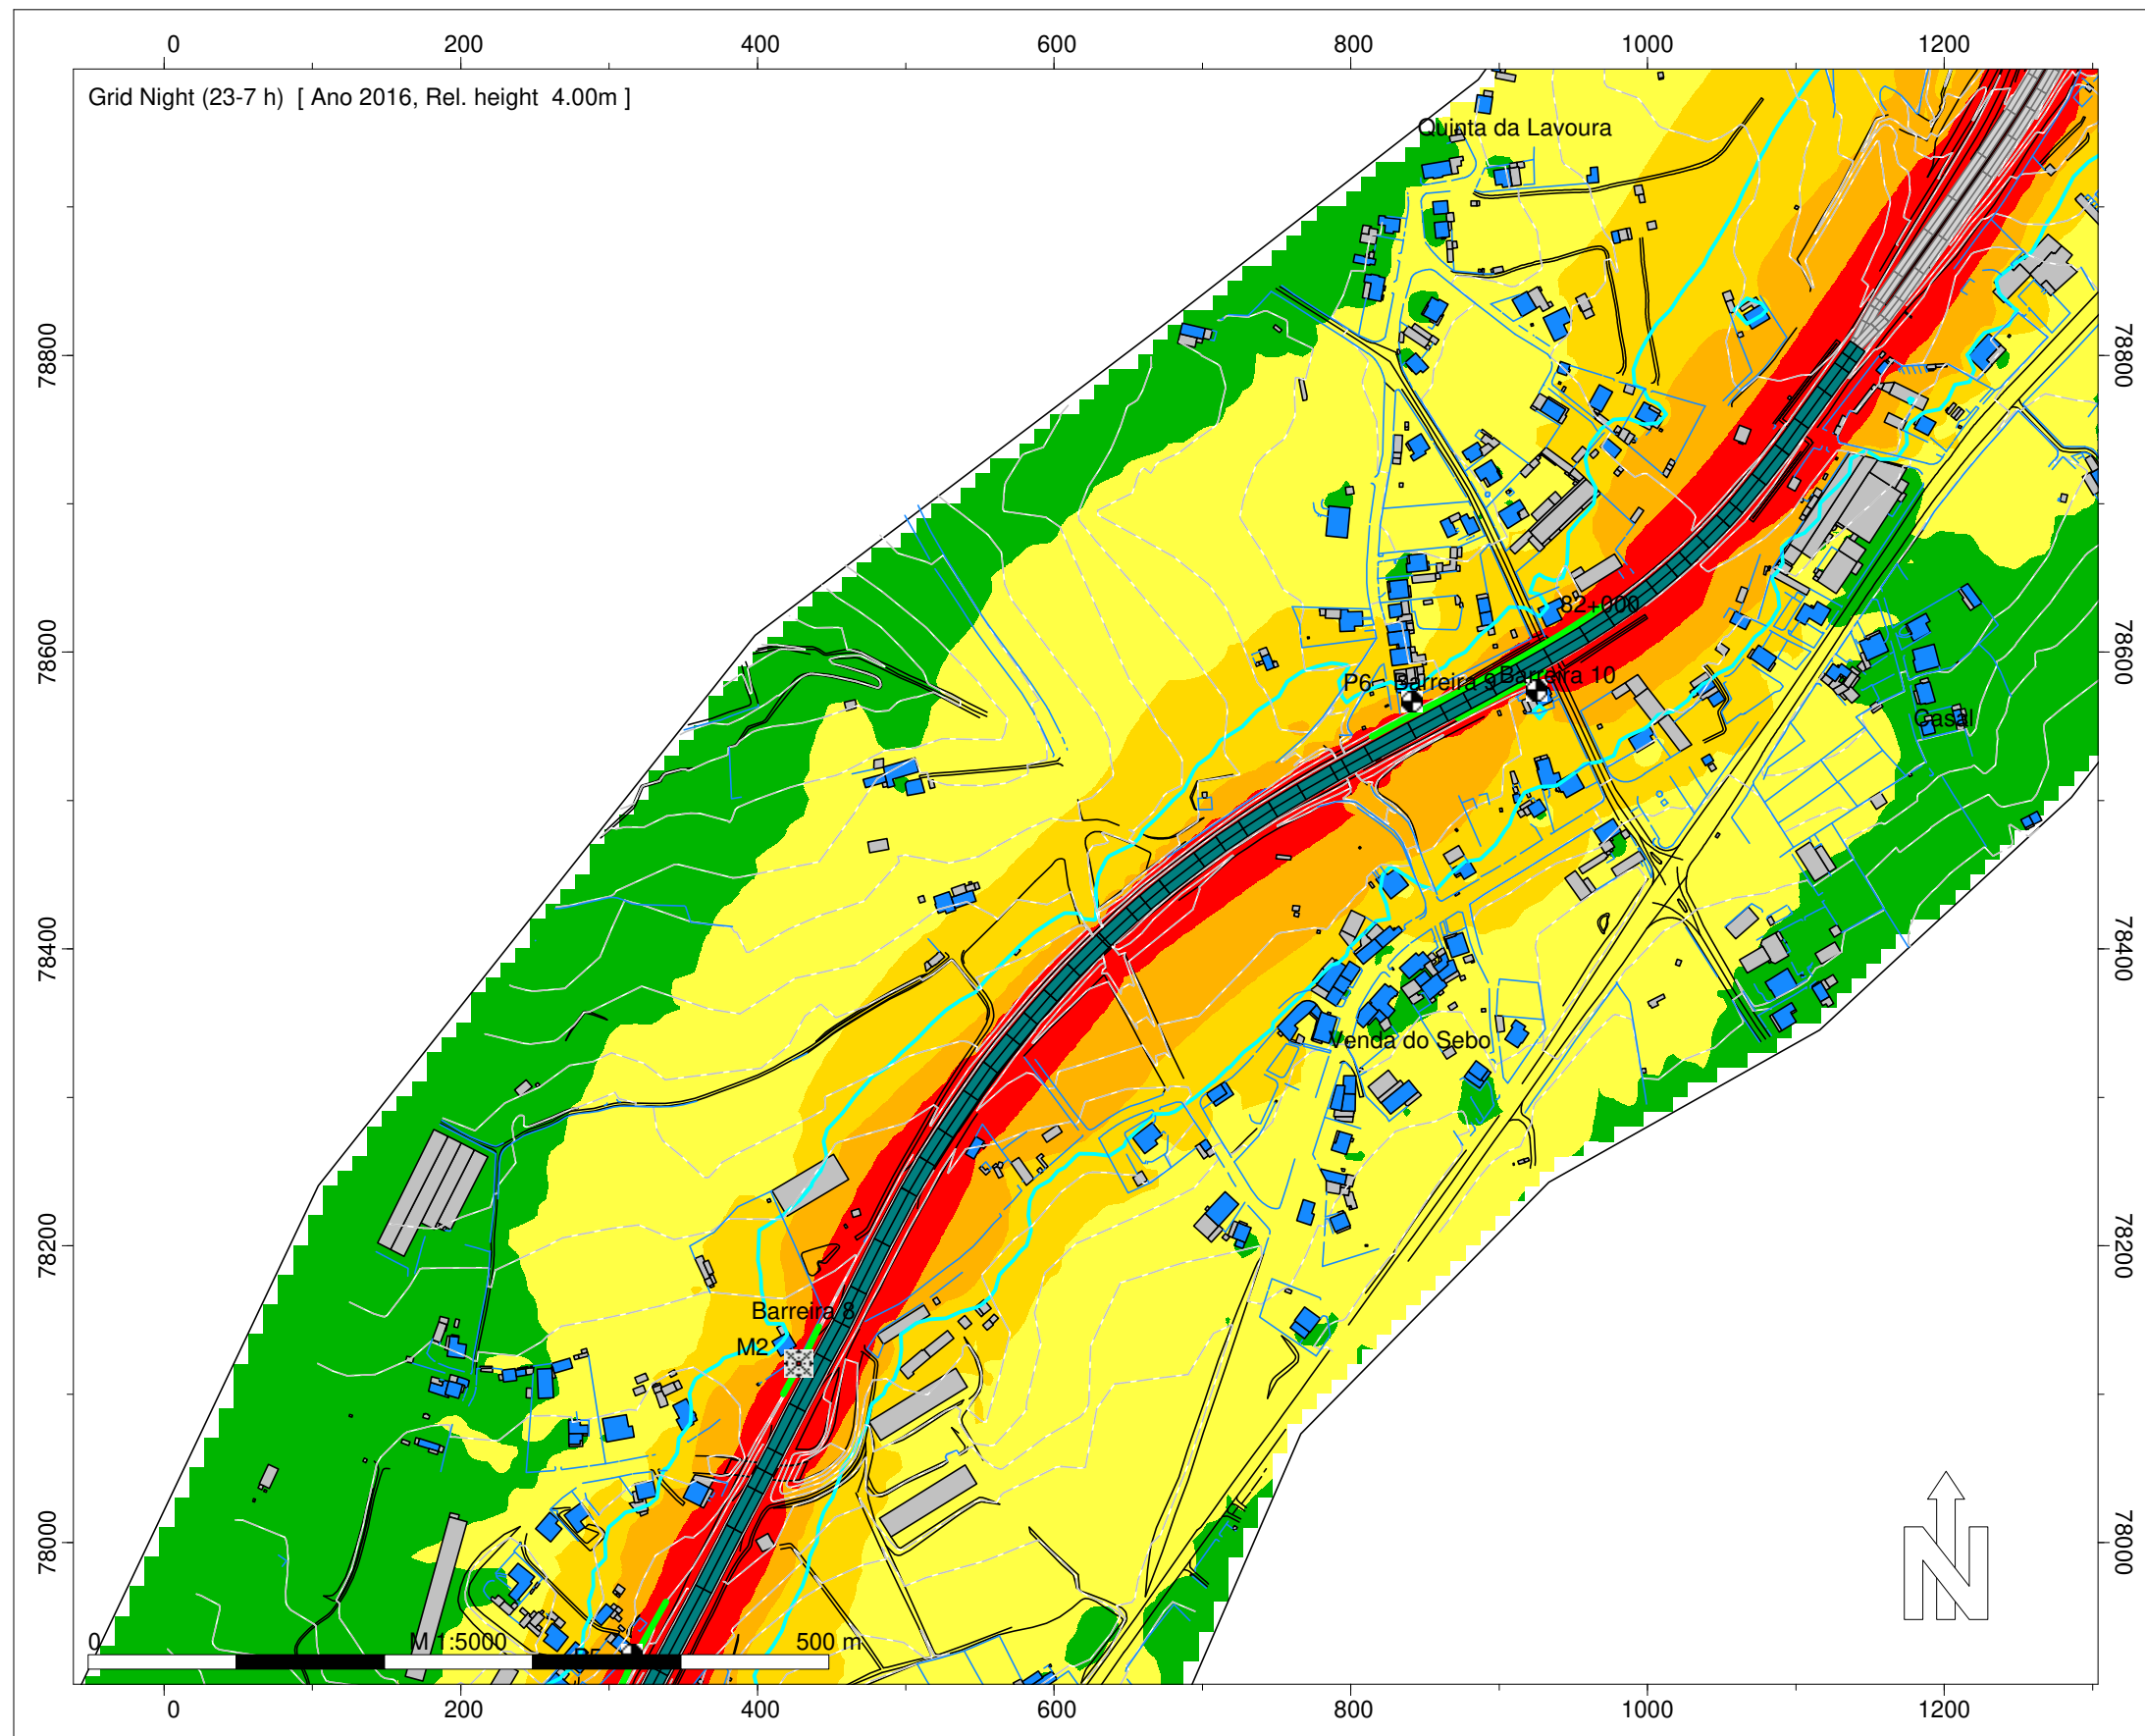 0 200 400 600 800 1000 1200
Grid Night (23-7 h) [ Ano 2016, Rel. height 4.00m ]
Quinta da Lavoura
78800 78800
82+000
78600 78600
P6 Barreira 9 Barreira 10
Casal
78400 78400
Venda do Sebo
78200 78200
Barreira 8
M2
78000 78000
N
0 M 1:5000 500 m
P5
0 200 400 600 800 1000 1200